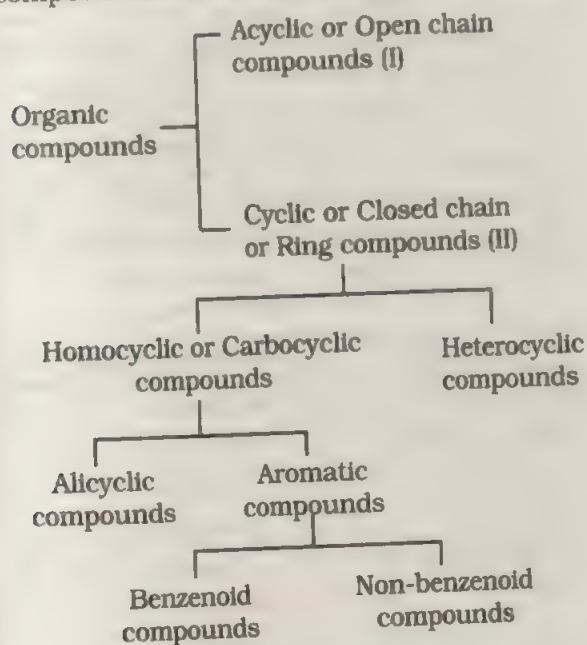 Acyclic or Open chain
compounds (I)
Organic
compounds
Cyclic or Closed chain
or Ring compounds (II)
Homocyclic or Carbocyclic
compounds
Heterocyclic
compounds
Alicyclic
compounds
Aromatic
compounds
Benzenoid
compounds
Non-benzenoid
compounds